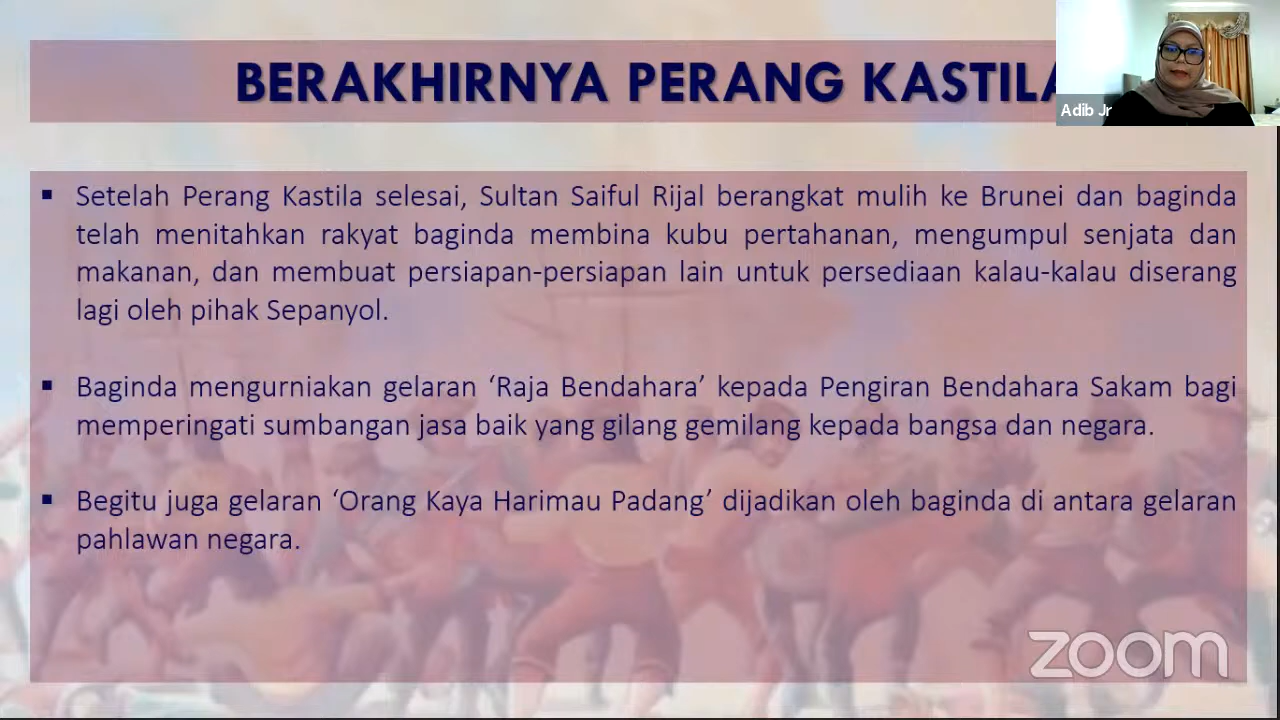 BERAKHIRNYA PERANG KASTILA
Adib Jr
▪ Setelah Perang Kastila selesai, Sultan Saiful Rijal berangkat mulih ke Brunei dan baginda
telah menitahkan rakyat baginda membina kubu pertahanan, mengumpul senjata dan
makanan, dan membuat persiapan-persiapan lain untuk persediaan kalau-kalau diserang
lagi oleh pihak Sepanyol.
▪ Baginda mengurniakan gelaran ‘Raja Bendahara’ kepada Pengiran Bendahara Sakam bagi
memperingati sumbangan jasa baik yang gilang gemilang kepada bangsa dan negara.
▪ Begitu juga gelaran ‘Orang Kaya Harimau Padang’ dijadikan oleh baginda di antara gelaran
pahlawan negara.
zoom